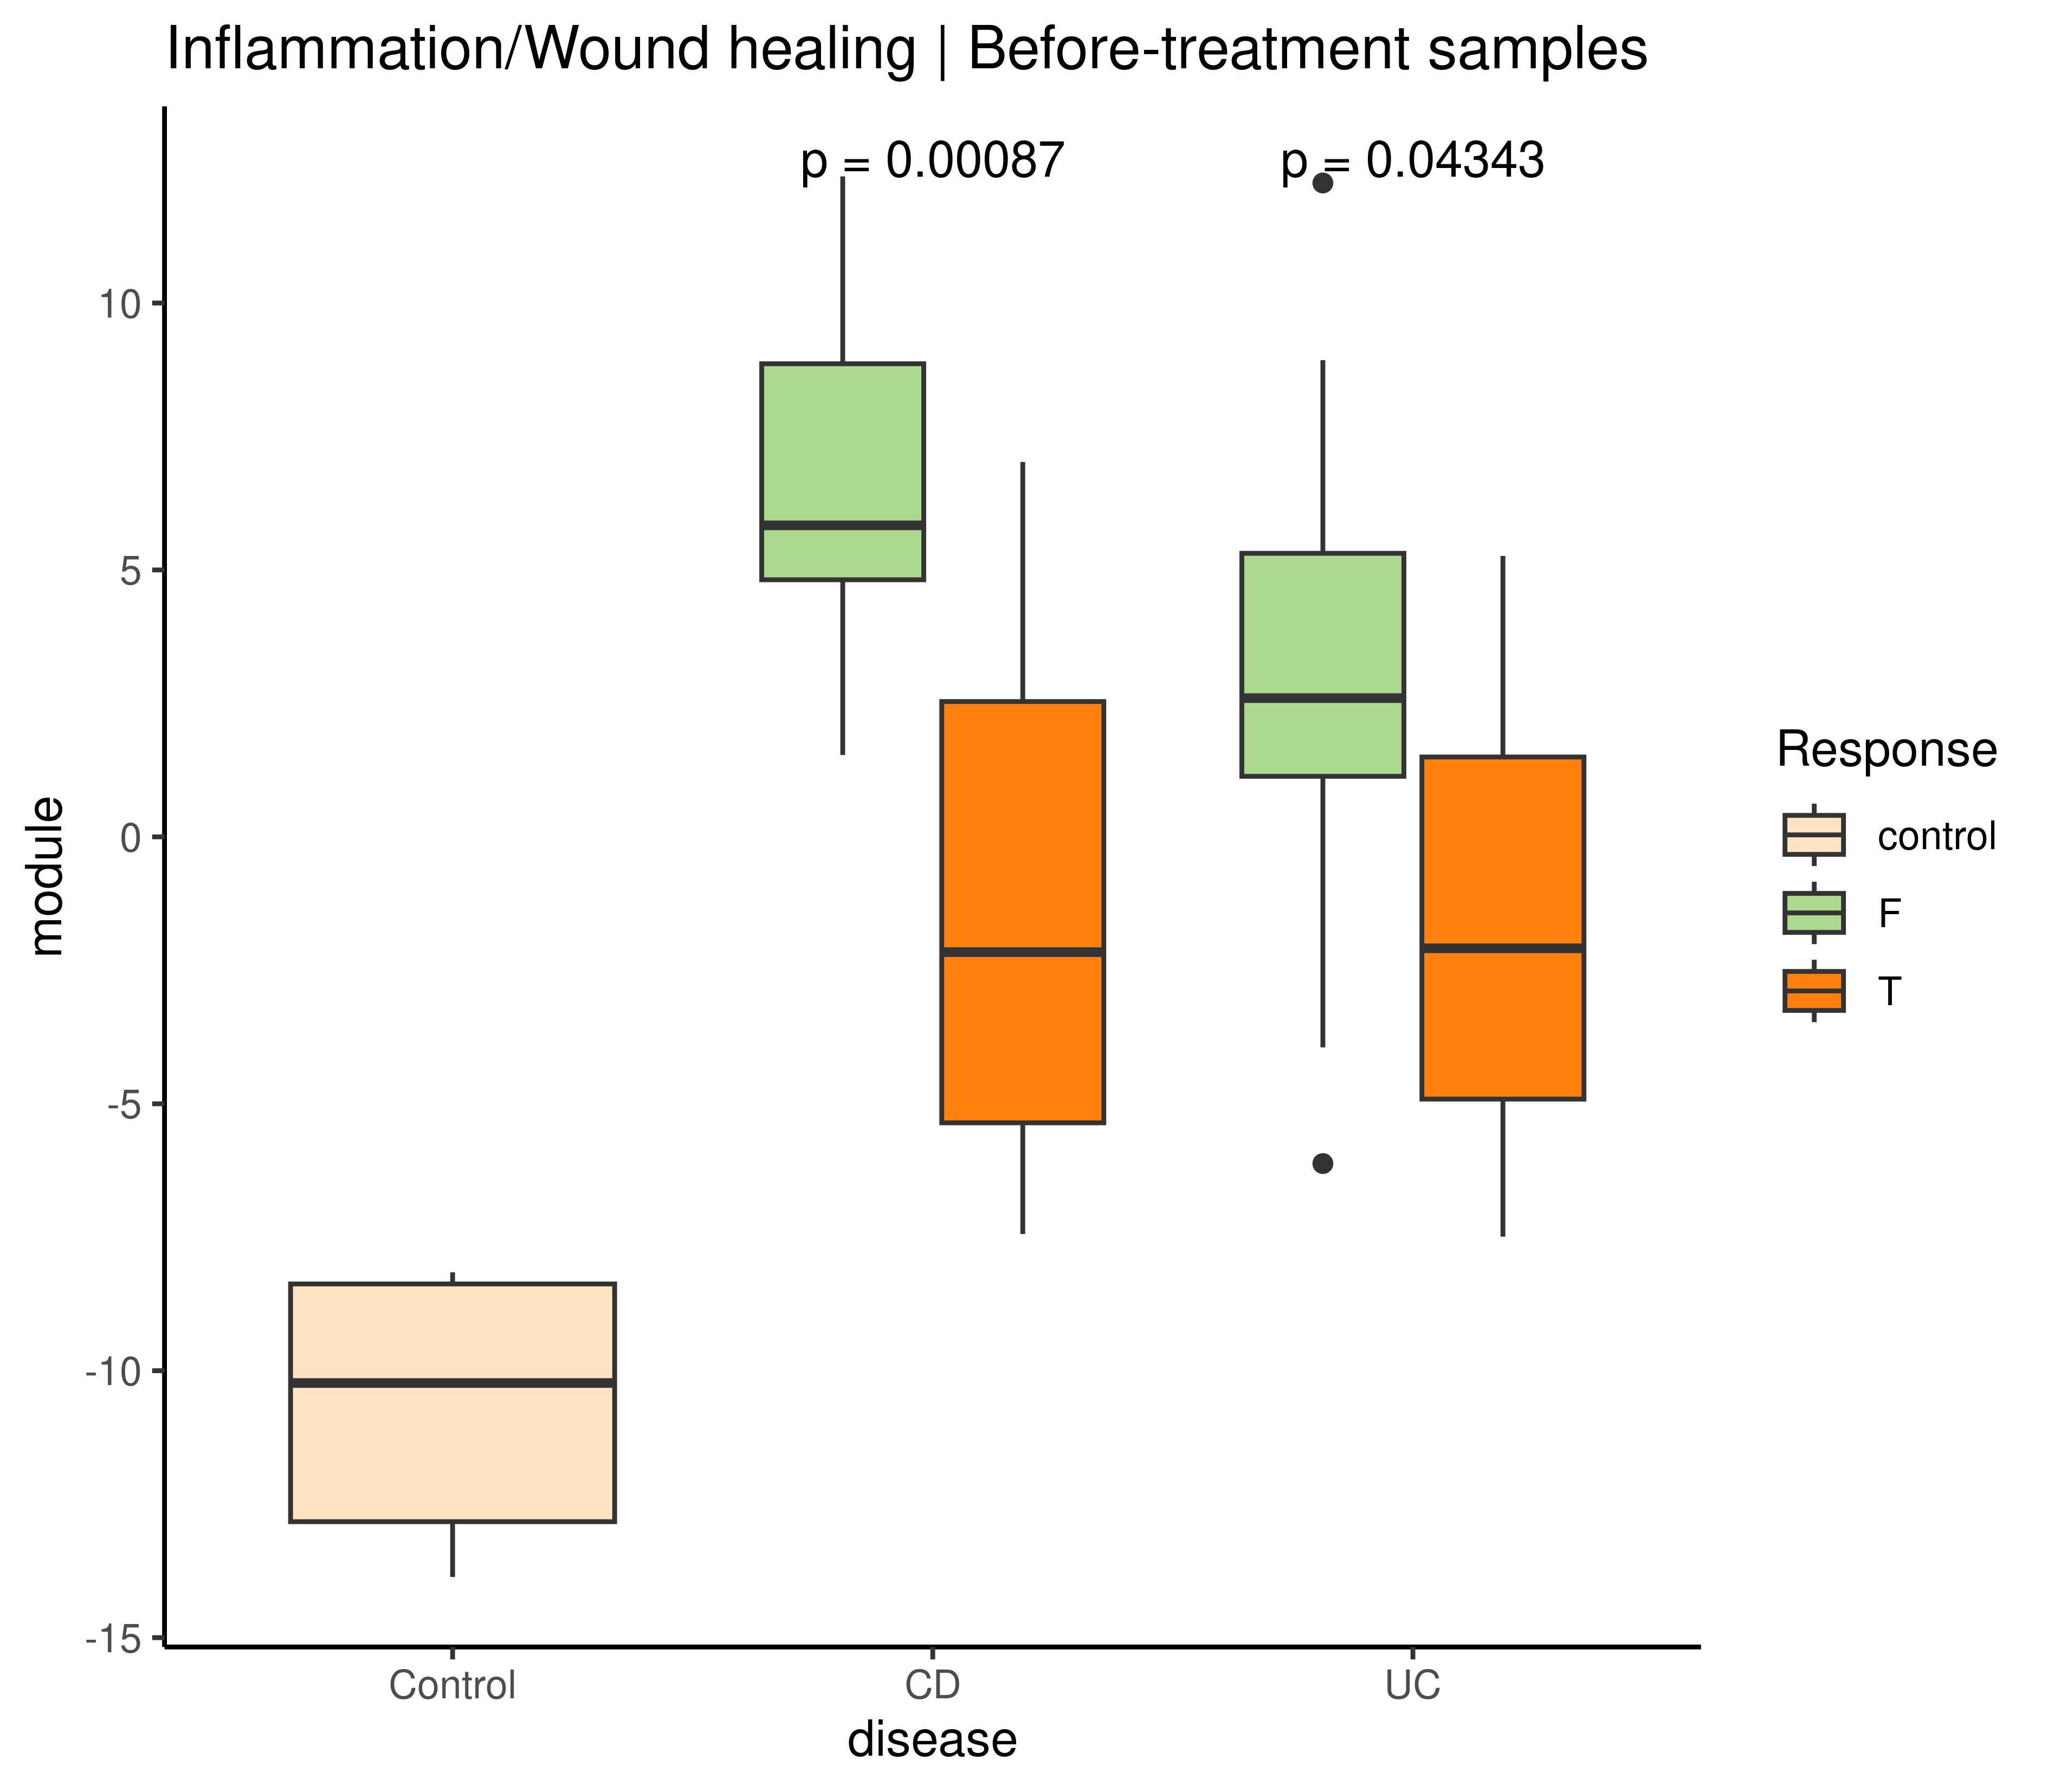 Inflammation/Wound healing | Before-treatment samples
p = 0.00087
p = 0.04343
10
5
0
-5
-10
-15
module
Control
CD
UC
disease
Response
control
F
T